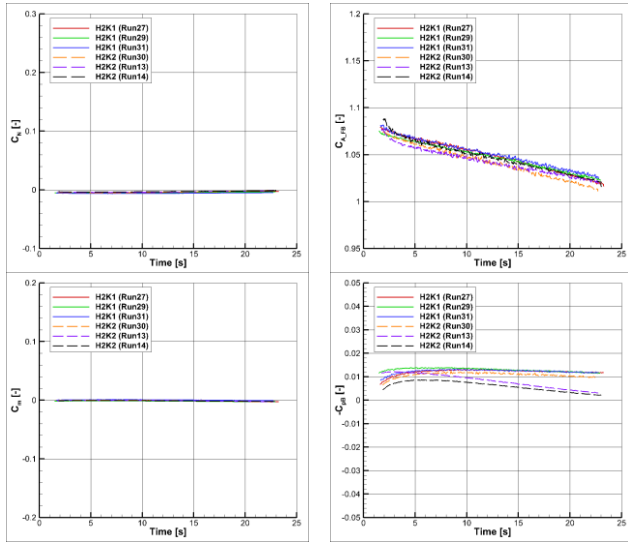 0.3
0.2
0.1
0
-0.1
C_N [-]
H2K1 (Run27)
H2K1 (Run29)
H2K1 (Run31)
H2K2 (Run30)
H2K2 (Run13)
H2K2 (Run14)
0 5 10 15 20 25
Time [s]
1.2
1.15
1.1
1.05
1
0.95
C_A_FB [-]
H2K1 (Run27)
H2K1 (Run29)
H2K1 (Run31)
H2K2 (Run30)
H2K2 (Run13)
H2K2 (Run14)
0 5 10 15 20 25
Time [s]
0.2
0.1
0
-0.1
-0.2
C_m [-]
H2K1 (Run27)
H2K1 (Run29)
H2K1 (Run31)
H2K2 (Run30)
H2K2 (Run13)
H2K2 (Run14)
0 5 10 15 20 25
Time [s]
0.05
0.04
0.03
0.02
0.01
0
-0.01
-0.02
-0.03
-0.04
-0.05
-C_pB [-]
H2K1 (Run27)
H2K1 (Run29)
H2K1 (Run31)
H2K2 (Run30)
H2K2 (Run13)
H2K2 (Run14)
0 5 10 15 20 25
Time [s]